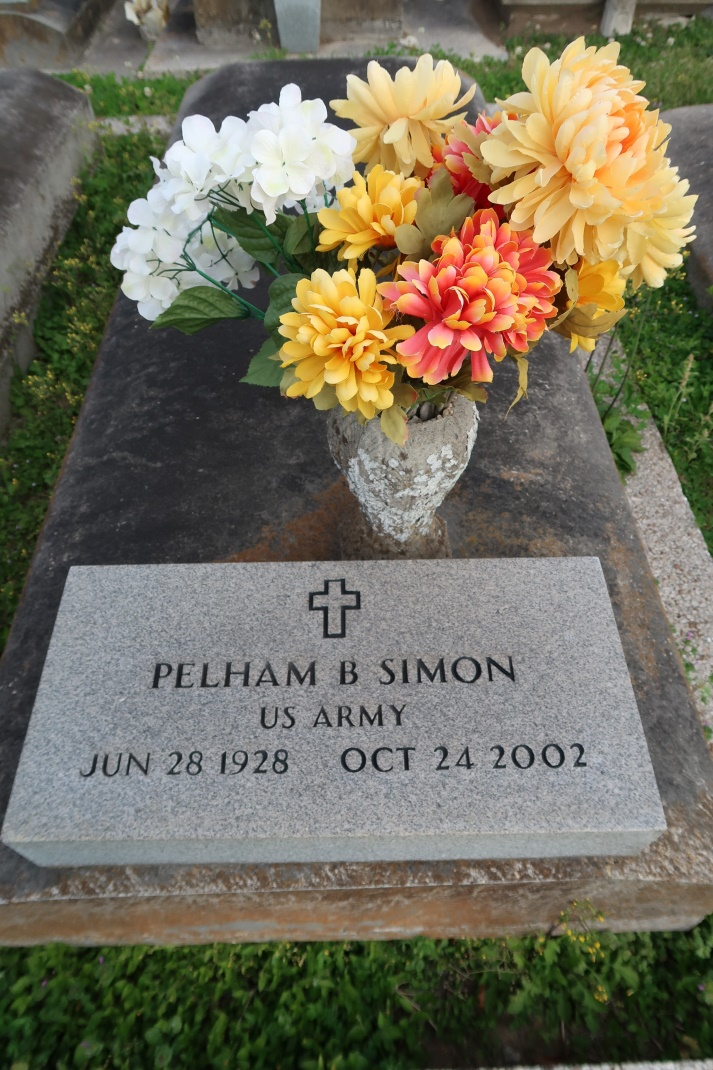 PELHAM B SIMON
US ARMY
JUN 28 1928 OCT 24 2002